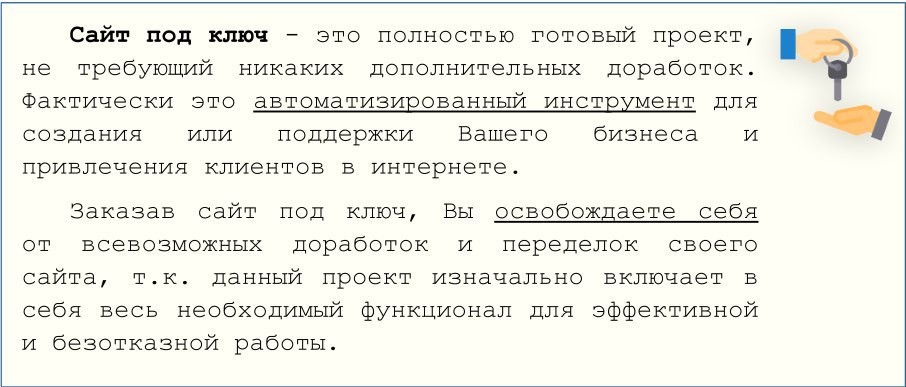 Сайт под ключ – это полностью готовый проект,
не требующий никаких дополнительных доработок.
Фактически это автоматизированный инструмент для
создания или поддержки Вашего бизнеса и
привлечения клиентов в интернете.
Заказав сайт под ключ, Вы освобождаете себя
от всевозможных доработок и переделок своего
сайта, т.к. данный проект изначально включает в
себя весь необходимый функционал для эффективной
и безотказной работы.